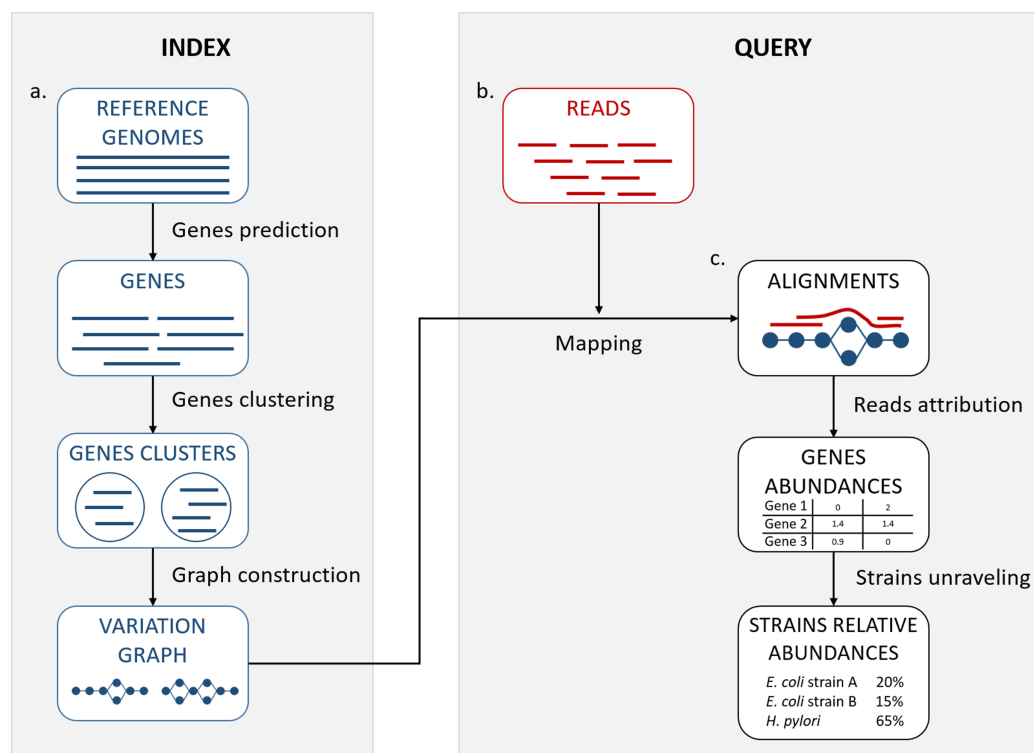 INDEX
a.
REFERENCE
GENOMES
Genes prediction
GENES
Genes clustering
GENES CLUSTERS
Graph construction
VARIATION
GRAPH
QUERY
b.
READS
Mapping
c.
ALIGNMENTS
Reads attribution
GENES
ABUNDANCES
Gene 1 0 2
Gene 2 1.4 1.4
Gene 3 0.9 0
Strains unraveling
STRAINS RELATIVE
ABUNDANCES
E. coli strain A 20%
E. coli strain B 15%
H. pylori 65%